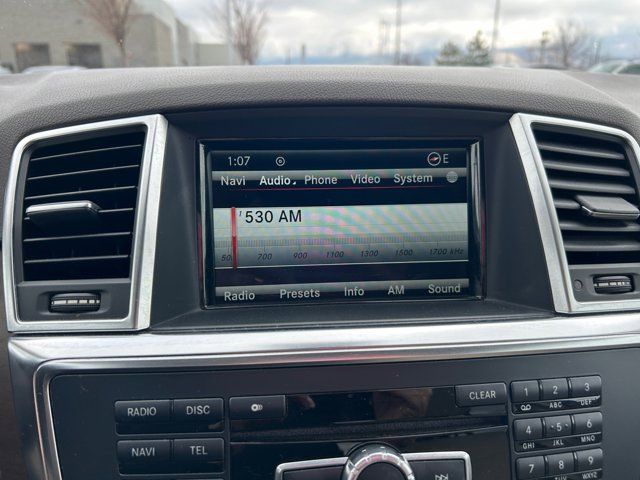 1:07 E
Navi Audio Phone Video System
530 AM
500 700 900 1100 1300 1500 1700 kHz
Radio Presets Info AM Sound
RADIO DISC CLEAR 1 2 3
ABC DEF
NAVI TEL 4 5 6
GHI JKL MNO
7 8 9